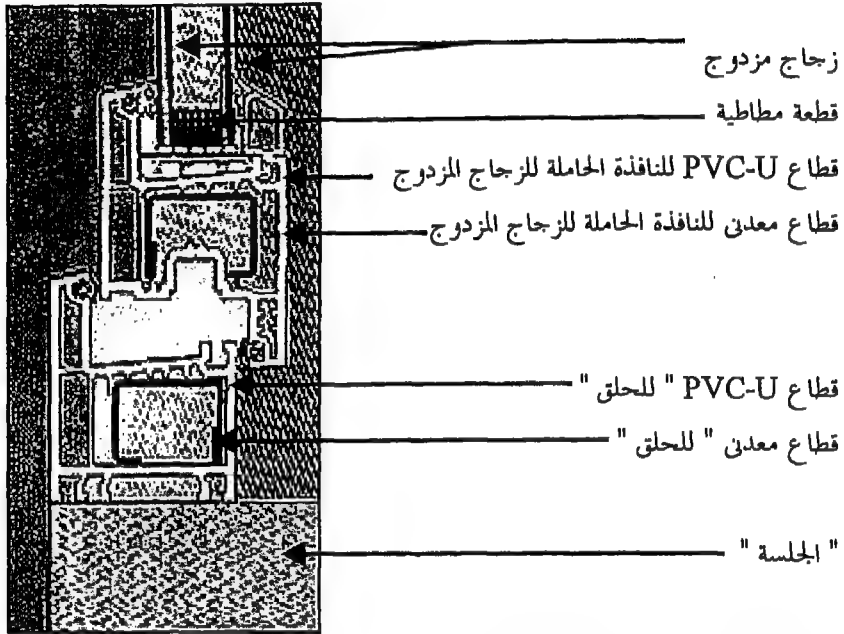 زجاج مزدوج
قطعة مطاطية
قطاع PVC-U للنافذة الحاملة للزجاج المزدوج
قطاع معدنى للنافذة الحاملة للزجاج المزدوج
قطاع PVC-U " للحلق "
قطاع معدنى " للحلق "
" الجلسة "